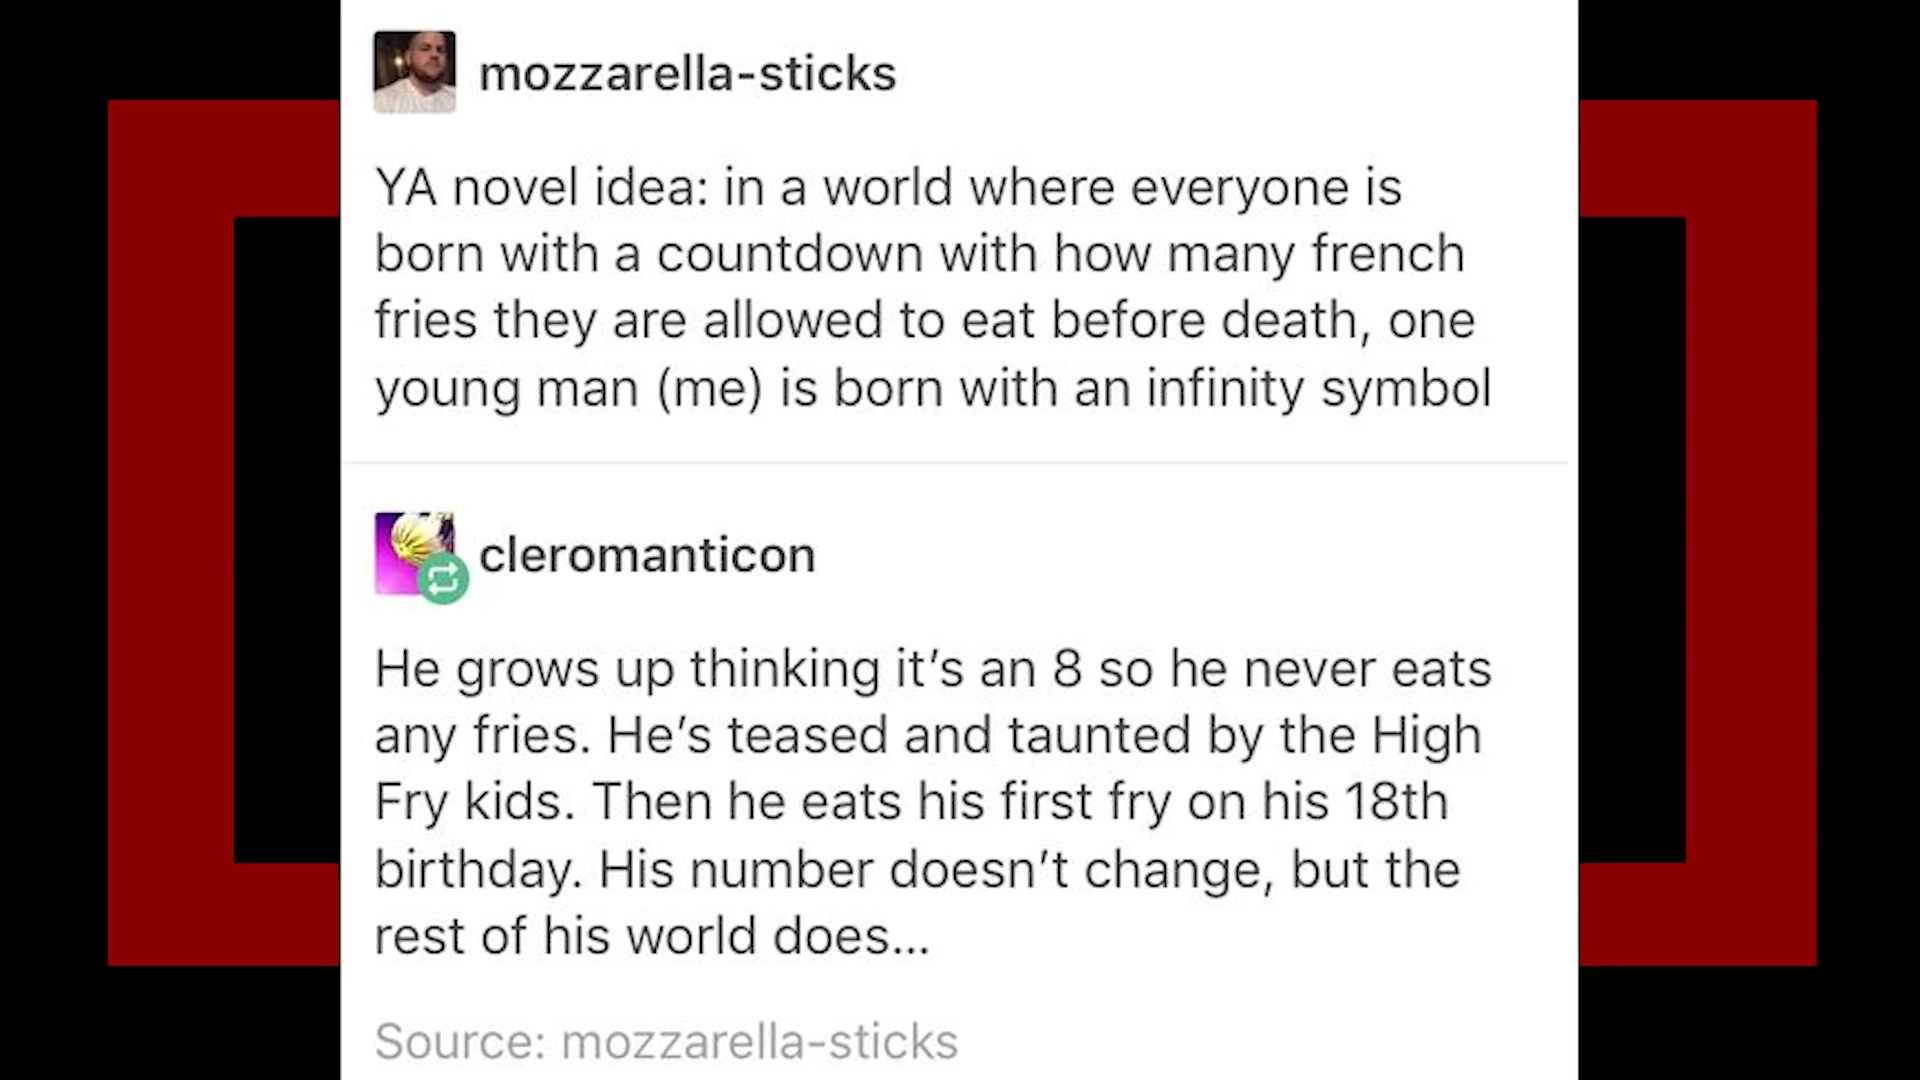 mozzarella-sticks
YA novel idea: in a world where everyone is
born with a countdown with how many french
fries they are allowed to eat before death, one
young man (me) is born with an infinity symbol
cleromanticon
He grows up thinking it’s an 8 so he never eats
any fries. He’s teased and taunted by the High
Fry kids. Then he eats his first fry on his 18th
birthday. His number doesn’t change, but the
rest of his world does...
Source: mozzarella-sticks